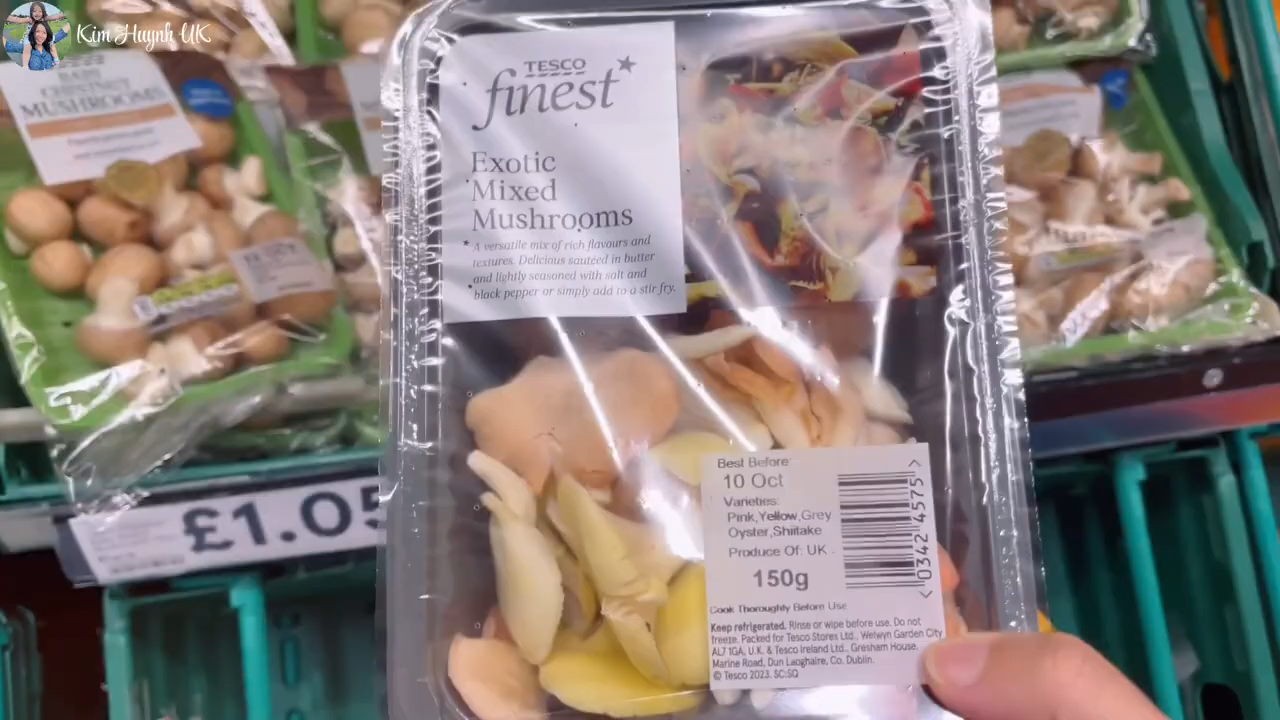 Kim Huynh UK
BABY
CHESTNUT
MUSHROOMS
TESCO
finest*
Exotic
Mixed
Mushrooms
A versatile mix of rich flavours and
textures. Delicious sautéed in butter
and lightly seasoned with salt and
black pepper or simply add to a stir fry.
£1.05
Best Before
10 Oct
Varieties:
Pink,Yellow,Grey
Oyster,Shiitake
Produce Of: UK
150g
<0342 4575>
Cook Thoroughly Before Use
Keep refrigerated. Rinse or wipe before use. Do not
freeze. Packed for Tesco Stores Ltd., Welwyn Garden City
AL7 1GA, U.K. & Tesco Ireland Ltd., Gresham House,
Marine Road, Dun Laoghaire, Co. Dublin.
© Tesco 2023. SC:SQ